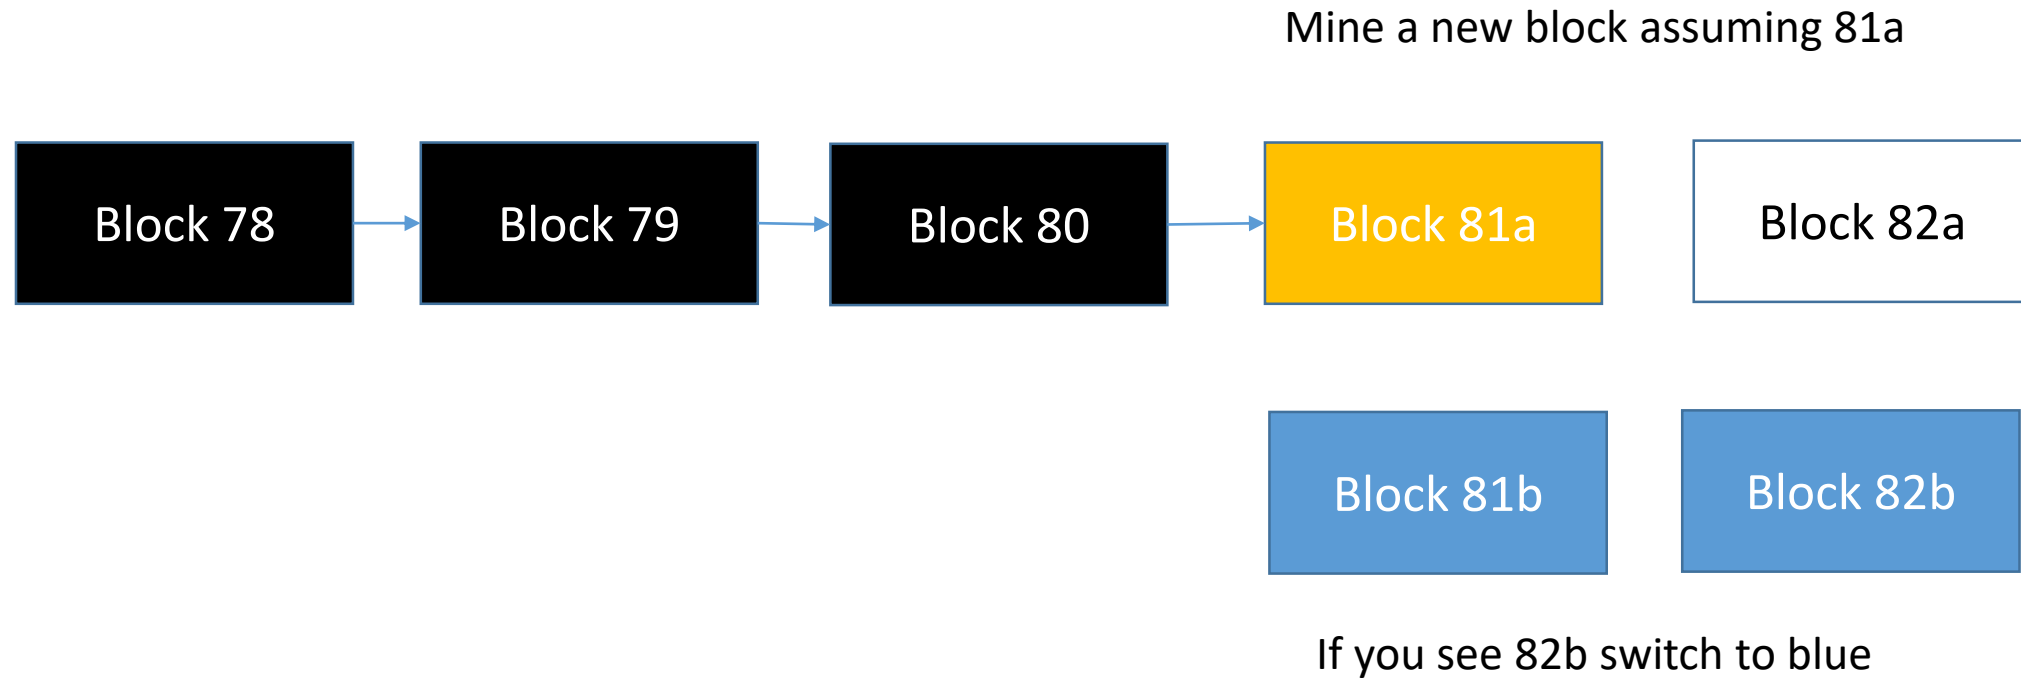 Mine a new block assuming 81a
Block 78
Block 79
Block 80
Block 81a
Block 82a
Block 81b
Block 82b
If you see 82b switch to blue